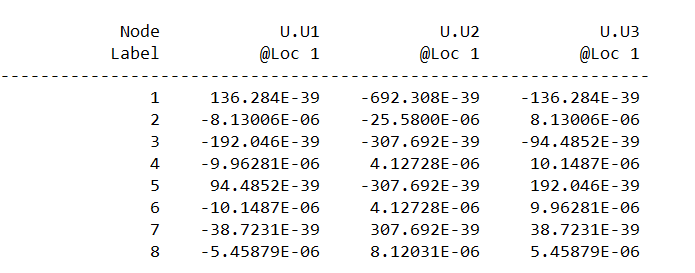 Node U.U1 U.U2 U.U3
Label @Loc 1 @Loc 1 @Loc 1
-----------------------------------------------------------------
1 136.284E-39 -692.308E-39 -136.284E-39
2 -8.13006E-06 -25.5800E-06 8.13006E-06
3 -192.046E-39 -307.692E-39 -94.4852E-39
4 -9.96281E-06 4.12728E-06 10.1487E-06
5 94.4852E-39 -307.692E-39 192.046E-39
6 -10.1487E-06 4.12728E-06 9.96281E-06
7 -38.7231E-39 307.692E-39 38.7231E-39
8 -5.45879E-06 8.12031E-06 5.45879E-06